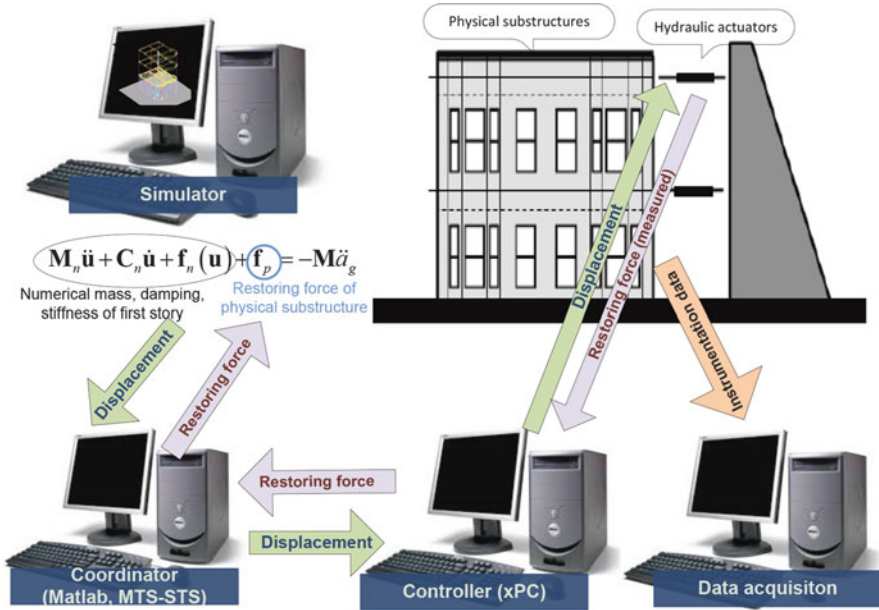 Physical substructures
Hydraulic actuators
Simulator
M_n ü + C_n u̇ + f_n (u) + f_p = −M ä_g
Numerical mass, damping,
stiffness of first story
Restoring force of
physical substructure
Displacement
Restoring force
Displacement
Restoring force (measured)
Instrumentation data
Restoring force
Displacement
Coordinator
(Matlab, MTS-STS)
Controller (xPC)
Data acquisiton